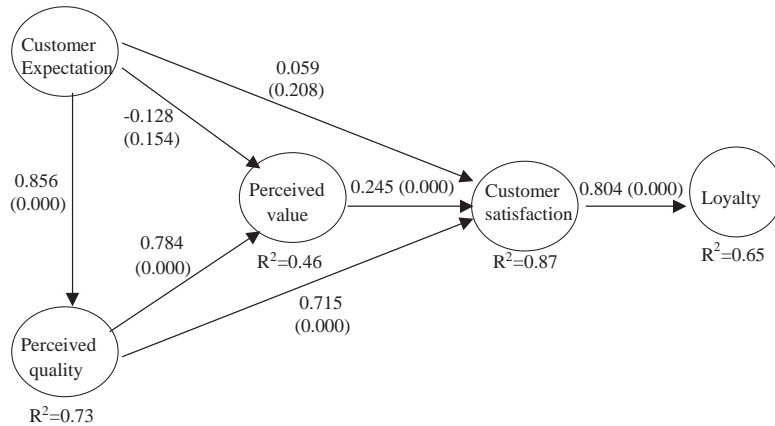 Customer
Expectation
0.059
(0.208)
-0.128
(0.154)
0.856
(0.000)
Perceived
value
0.245 (0.000)
Customer
satisfaction
0.804 (0.000)
Loyalty
0.784
(0.000)
R²=0.46
R²=0.87
R²=0.65
0.715
(0.000)
Perceived
quality
R²=0.73